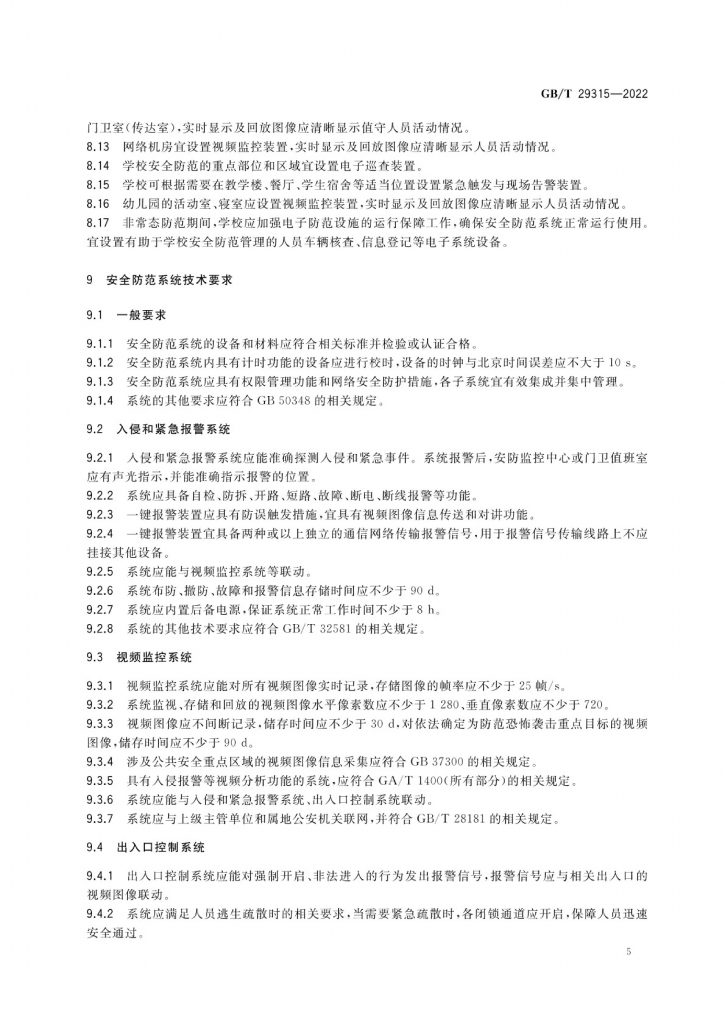 GB/T 29315—2022
门卫室(传达室),实时显示及回放图像应清晰显示值守人员活动情况。
8.13 网络机房宜设置视频监控装置,实时显示及回放图像应清晰显示人员活动情况。
8.14 学校安全防范的重点部位和区域宜设置电子巡查装置。
8.15 学校可根据需要在教学楼、餐厅、学生宿舍等适当位置设置紧急触发与现场告警装置。
8.16 幼儿园的活动室、寝室应设置视频监控装置,实时显示及回放图像应清晰显示人员活动情况。
8.17 非常态防范期间,学校应加强电子防范设施的运行保障工作,确保安全防范系统正常运行使用。
宜设置有助于学校安全防范管理的人员车辆核查、信息登记等电子系统设备。
9 安全防范系统技术要求
9.1 一般要求
9.1.1 安全防范系统的设备和材料应符合相关标准并检验或认证合格。
9.1.2 安全防范系统内具有计时功能的设备应进行校时,设备的时钟与北京时间误差应不大于 10 s。
9.1.3 安全防范系统应具有权限管理功能和网络安全防护措施,各子系统宜有效集成并集中管理。
9.1.4 系统的其他要求应符合 GB 50348 的相关规定。
9.2 入侵和紧急报警系统
9.2.1 入侵和紧急报警系统应能准确探测入侵和紧急事件。系统报警后,安防监控中心或门卫值班室
应有声光指示,并能准确指示报警的位置。
9.2.2 系统应具备自检、防拆、开路、短路、故障、断电、断线报警等功能。
9.2.3 一键报警装置应具有防误触发措施,宜具有视频图像信息传送和对讲功能。
9.2.4 一键报警装置宜具备两种或以上独立的通信网络传输报警信号,用于报警信号传输线路上不应
挂接其他设备。
9.2.5 系统应能与视频监控系统等联动。
9.2.6 系统布防、撤防、故障和报警信息存储时间应不少于 90 d。
9.2.7 系统应内置后备电源,保证系统正常工作时间不少于 8 h。
9.2.8 系统的其他技术要求应符合 GB/T 32581 的相关规定。
9.3 视频监控系统
9.3.1 视频监控系统应能对所有视频图像实时记录,存储图像的帧率应不少于 25 帧/s。
9.3.2 系统监视、存储和回放的视频图像水平像素数应不少于 1 280、垂直像素数应不少于 720。
9.3.3 视频图像应不间断记录,储存时间应不少于 30 d,对依法确定为防范恐怖袭击重点目标的视频
图像,储存时间应不少于 90 d。
9.3.4 涉及公共安全重点区域的视频图像信息采集应符合 GB 37300 的相关规定。
9.3.5 具有入侵报警等视频分析功能的系统,应符合 GA/T 1400(所有部分)的相关规定。
9.3.6 系统应能与入侵和紧急报警系统、出入口控制系统联动。
9.3.7 系统应与上级主管单位和属地公安机关联网,并符合 GB/T 28181 的相关规定。
9.4 出入口控制系统
9.4.1 出入口控制系统应能对强制开启、非法进入的行为发出报警信号,报警信号应与相关出入口的
视频图像联动。
9.4.2 系统应满足人员逃生疏散时的相关要求,当需要紧急疏散时,各闭锁通道应开启,保障人员迅速
安全通过。
5